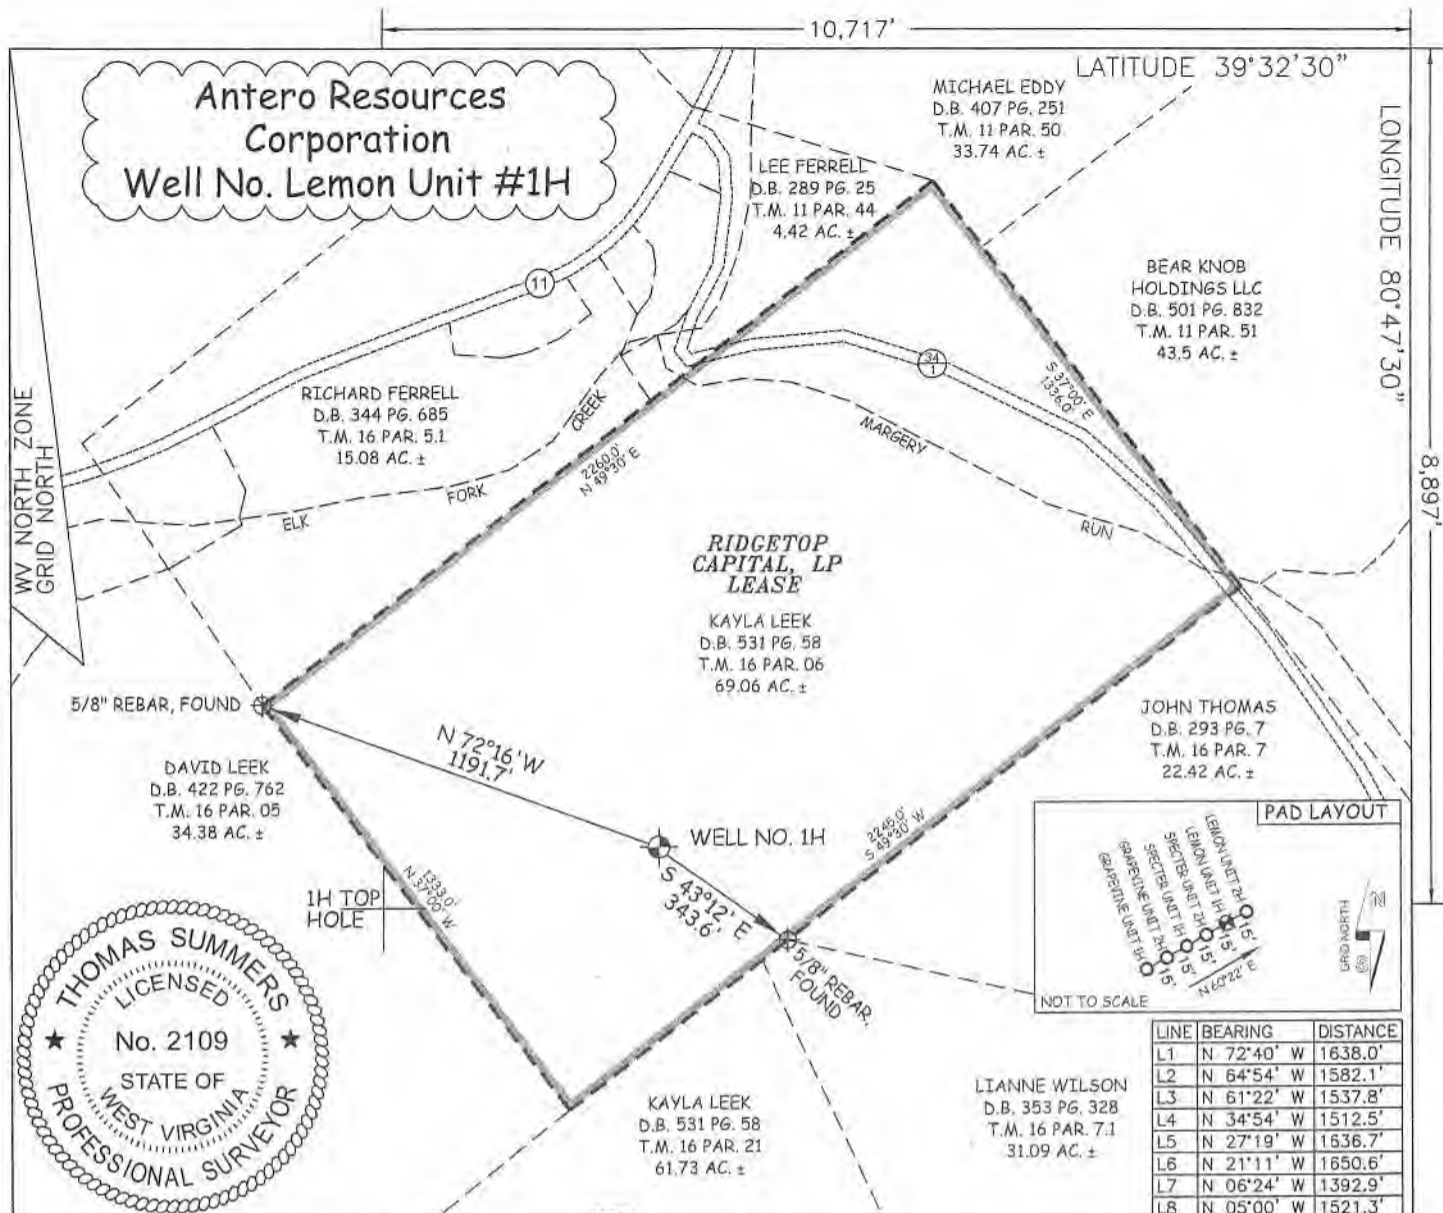 10,717'
LATITUDE 39°32'30"
LONGITUDE 80°47'30"
8,897'
Antero Resources
Corporation
Well No. Lemon Unit #1H
MICHAEL EDDY
D.B. 407 PG. 251
T.M. 11 PAR. 50
33.74 AC. ±
LEE FERRELL
D.B. 289 PG. 25
T.M. 11 PAR. 44
4.42 AC. ±
BEAR KNOB
HOLDINGS LLC
D.B. 501 PG. 832
T.M. 11 PAR. 51
43.5 AC. ±
11
34
1
S 37°00' E
1336.0'
RICHARD FERRELL
D.B. 344 PG. 685
T.M. 16 PAR. 5.1
15.08 AC. ±
WV NORTH ZONE
GRID NORTH
ELK
FORK
CREEK
2260.0'
N 49°30' E
MARGERY
RUN
RIDGETOP
CAPITAL, LP
LEASE
KAYLA LEEK
D.B. 531 PG. 58
T.M. 16 PAR. 06
69.06 AC. ±
5/8" REBAR, FOUND
N 72°16'W
1191.7'
JOHN THOMAS
D.B. 293 PG. 7
T.M. 16 PAR. 7
22.42 AC. ±
DAVID LEEK
D.B. 422 PG. 762
T.M. 16 PAR. 05
34.38 AC. ±
WELL NO. 1H
2245.0'
S 49°30' W
S 43°12' E
343.6'
1333.0'
N 37°00' W
1H TOP
HOLE
5/8" REBAR,
FOUND
PAD LAYOUT
LEMON UNIT 2H
LEMON UNIT 1H
SPECTER UNIT 2H
SPECTER UNIT 1H
GRAPEVINE UNIT 2H
GRAPEVINE UNIT 1H
15'
15'
15'
15'
15'
N 60°22' E
GRID NORTH
NOT TO SCALE
THOMAS SUMMERS
LICENSED
No. 2109
STATE OF
WEST VIRGINIA
PROFESSIONAL SURVEYOR
KAYLA LEEK
D.B. 531 PG. 58
T.M. 16 PAR. 21
61.73 AC. ±
LIANNE WILSON
D.B. 353 PG. 328
T.M. 16 PAR. 7.1
31.09 AC. ±
LINE BEARING DISTANCE
L1 N 72°40' W 1638.0'
L2 N 64°54' W 1582.1'
L3 N 61°22' W 1537.8'
L4 N 34°54' W 1512.5'
L5 N 27°19' W 1636.7'
L6 N 21°11' W 1650.6'
L7 N 06°24' W 1392.9'
L8 N 05°00' W 1521.3'